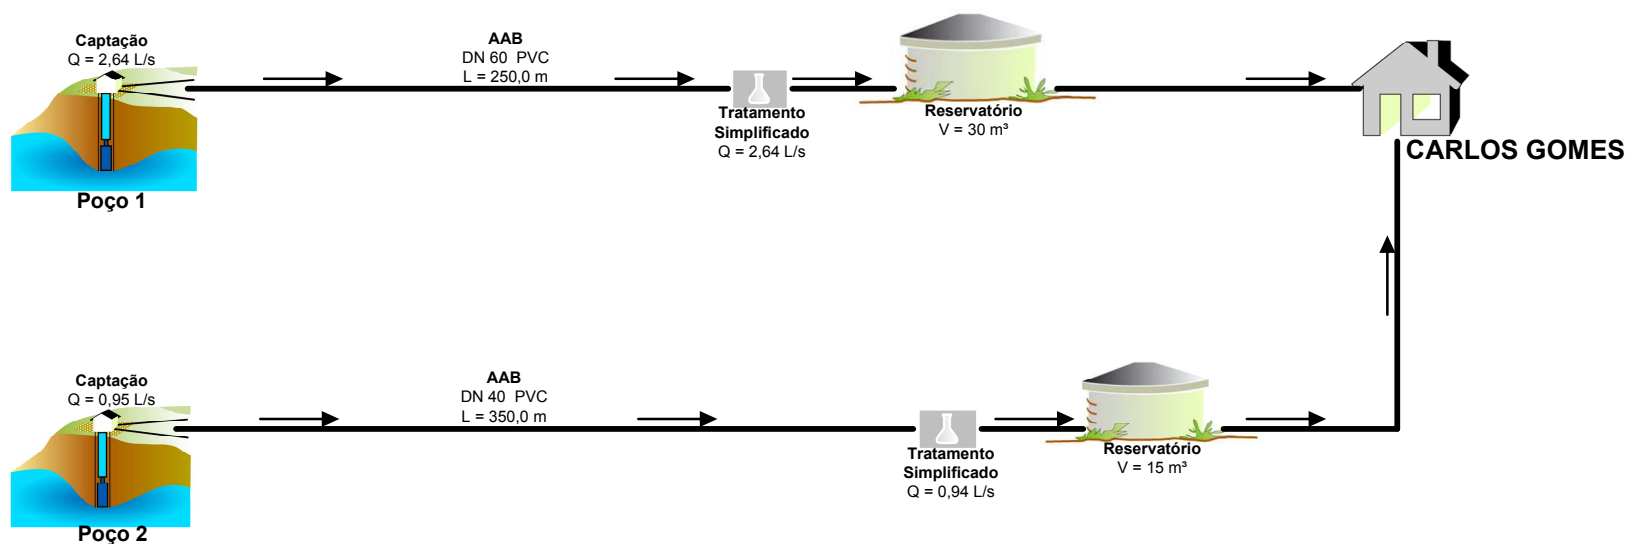 Captação
Q = 2,64 L/s
AAB
DN 60 PVC
L = 250,0 m
Tratamento
Simplificado
Q = 2,64 L/s
Reservatório
V = 30 m³
CARLOS GOMES
Poço 1
Captação
Q = 0,95 L/s
AAB
DN 40 PVC
L = 350,0 m
Tratamento
Simplificado
Q = 0,94 L/s
Reservatório
V = 15 m³
Poço 2